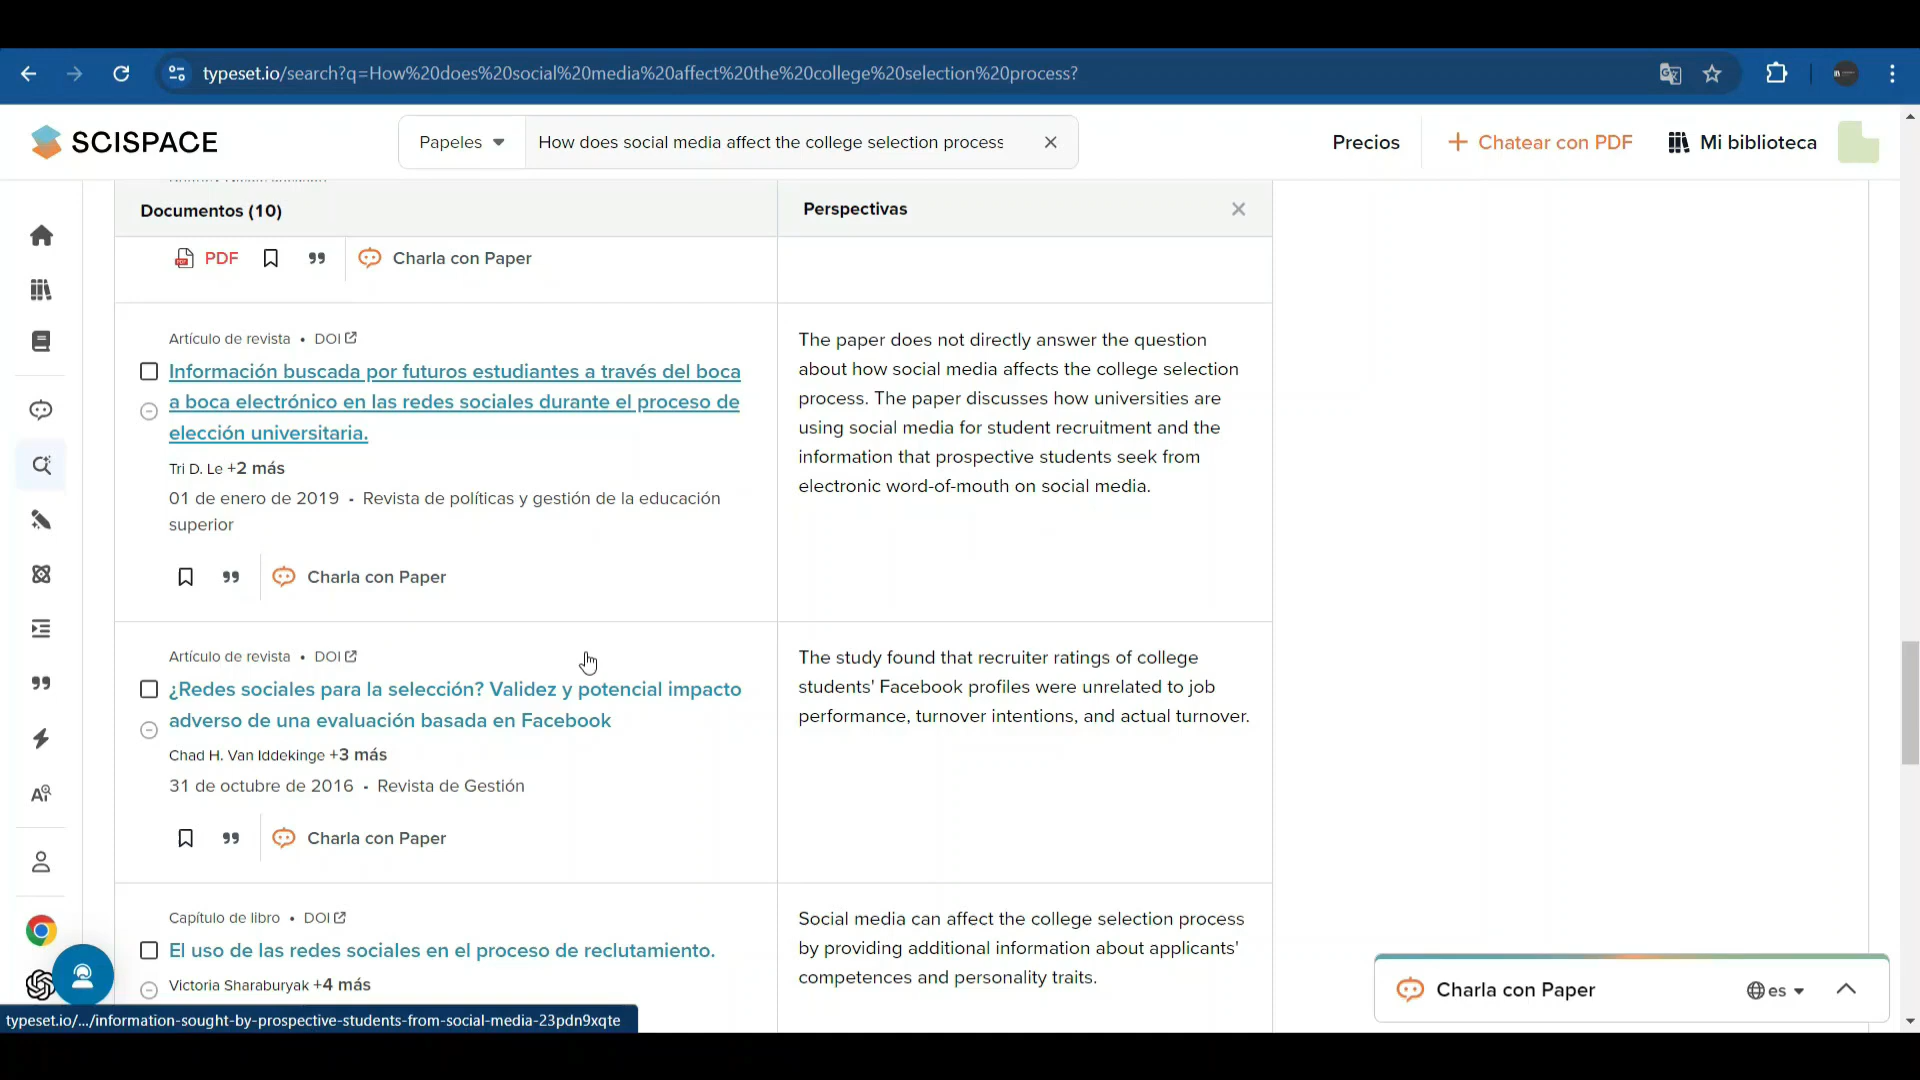 typeset.io/search?q=How%20does%20social%20media%20affect%20the%20college%20selection%20process?
SCISPACE
Papeles
How does social media affect the college selection process
Precios
Chatear con PDF
Mi biblioteca
Documentos (10)
Perspectivas
PDF
Charla con Paper
Artículo de revista • DOI
Información buscada por futuros estudiantes a través del boca
a boca electrónico en las redes sociales durante el proceso de
elección universitaria.
Tri D. Le +2 más
01 de enero de 2019 - Revista de políticas y gestión de la educación
superior
Charla con Paper
The paper does not directly answer the question
about how social media affects the college selection
process. The paper discusses how universities are
using social media for student recruitment and the
information that prospective students seek from
electronic word-of-mouth on social media.
Artículo de revista • DOI
¿Redes sociales para la selección? Validez y potencial impacto
adverso de una evaluación basada en Facebook
Chad H. Van Iddekinge +3 más
31 de octubre de 2016 - Revista de Gestión
Charla con Paper
The study found that recruiter ratings of college
students' Facebook profiles were unrelated to job
performance, turnover intentions, and actual turnover.
Capítulo de libro • DOI
El uso de las redes sociales en el proceso de reclutamiento.
Victoria Sharaburyak +4 más
Social media can affect the college selection process
by providing additional information about applicants'
competences and personality traits.
Charla con Paper
es
typeset.io/.../information-sought-by-prospective-students-from-social-media-23pdn9xqte